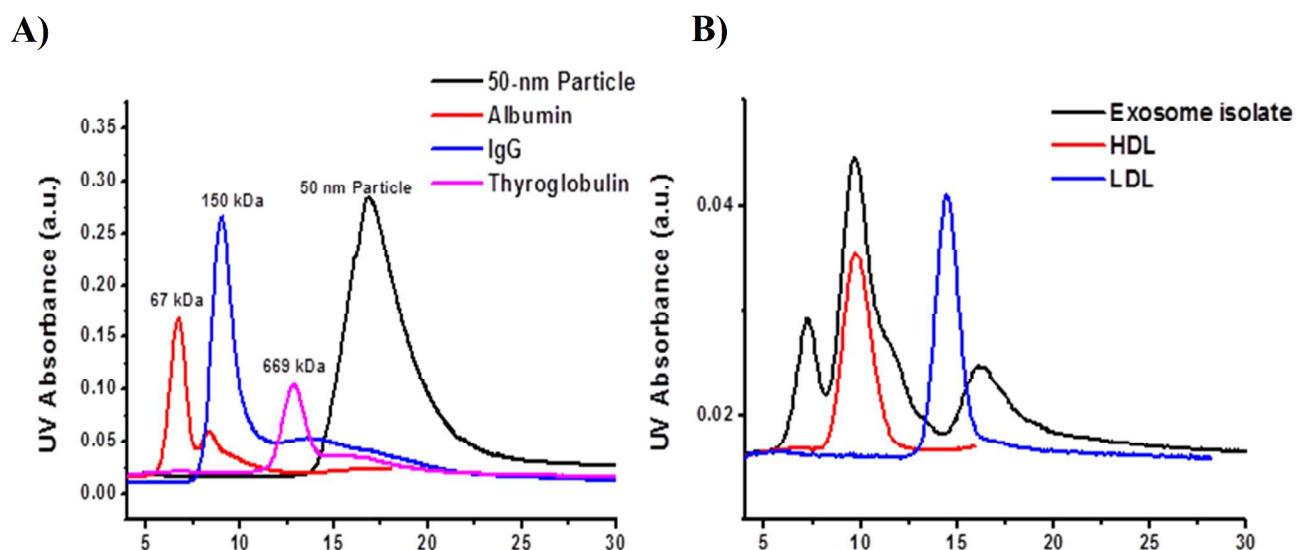 A)
50-nm Particle
Albumin
IgG
Thyroglobulin
UV Absorbance (a.u.)
0.35
0.30
0.25
0.20
0.15
0.10
0.05
0.00
67 kDa
150 kDa
669 kDa
50 nm Particle
5 10 15 20 25 30
B)
Exosome isolate
HDL
LDL
UV Absorbance (a.u.)
0.04
0.02
5 10 15 20 25 30